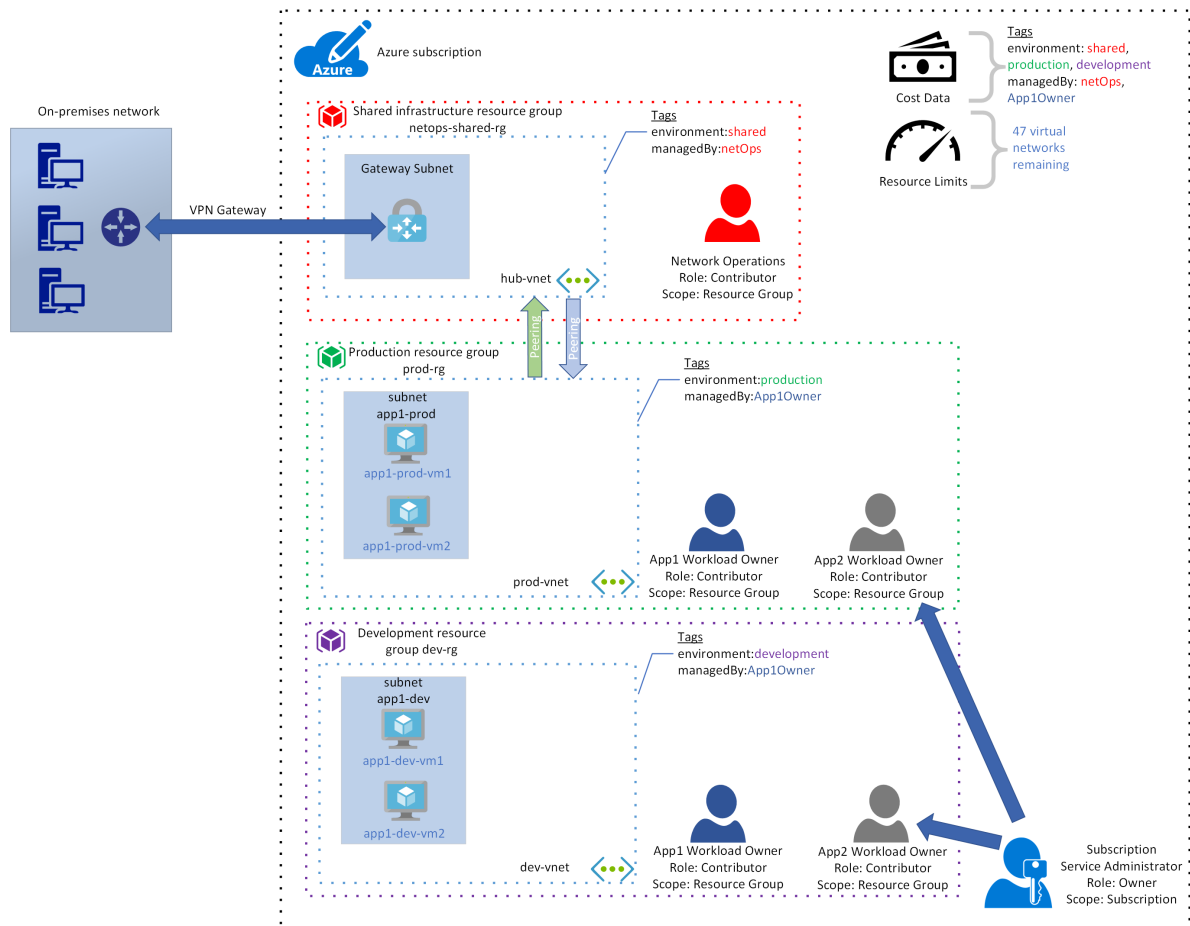 Azure
Azure subscription
Cost Data
Tags
environment: shared,
production, development
managedBy: netOps,
App1Owner
Resource Limits
47 virtual
networks
remaining
On-premises network
VPN Gateway
Shared infrastructure resource group
netops-shared-rg
Tags
environment:shared
managedBy:netOps
Gateway Subnet
hub-vnet
Network Operations
Role: Contributor
Scope: Resource Group
Peering
Peering
Production resource group
prod-rg
Tags
environment:production
managedBy:App1Owner
subnet
app1-prod
app1-prod-vm1
app1-prod-vm2
prod-vnet
App1 Workload Owner
Role: Contributor
Scope: Resource Group
App2 Workload Owner
Role: Contributor
Scope: Resource Group
Development resource
group dev-rg
Tags
environment:development
managedBy:App1Owner
subnet
app1-dev
app1-dev-vm1
app1-dev-vm2
dev-vnet
App1 Workload Owner
Role: Contributor
Scope: Resource Group
App2 Workload Owner
Role: Contributor
Scope: Resource Group
Subscription
Service Administrator
Role: Owner
Scope: Subscription